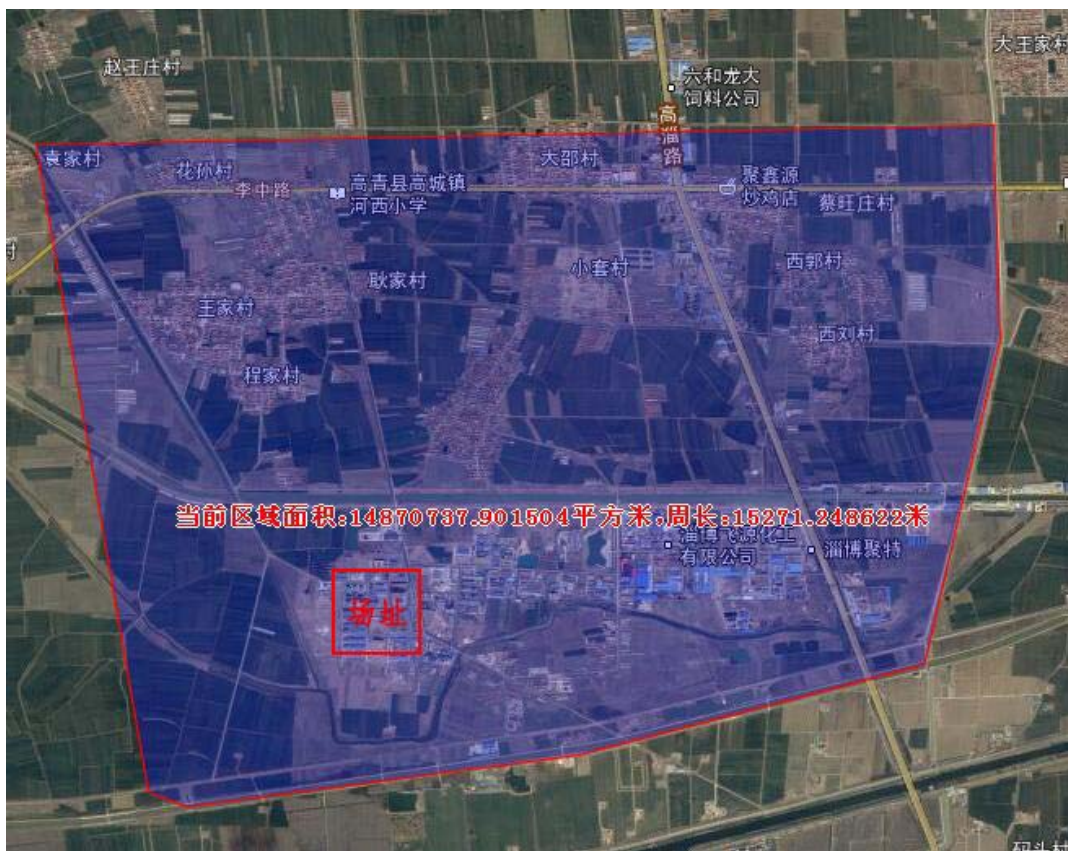 大王家村
赵王庄村
六和龙大
饲料公司
高淄路
袁家村
花孙村
大邵村
李中路
高青县高城镇
河西小学
聚鑫源
炒鸡店
蔡旺庄村
村
小套村
西郭村
耿家村
王家村
西刘村
程家村
当前区域面积:14870737.901504平方米,周长:15271.248622米
淄博飞源化工
有限公司
淄博聚特
场址
码头村